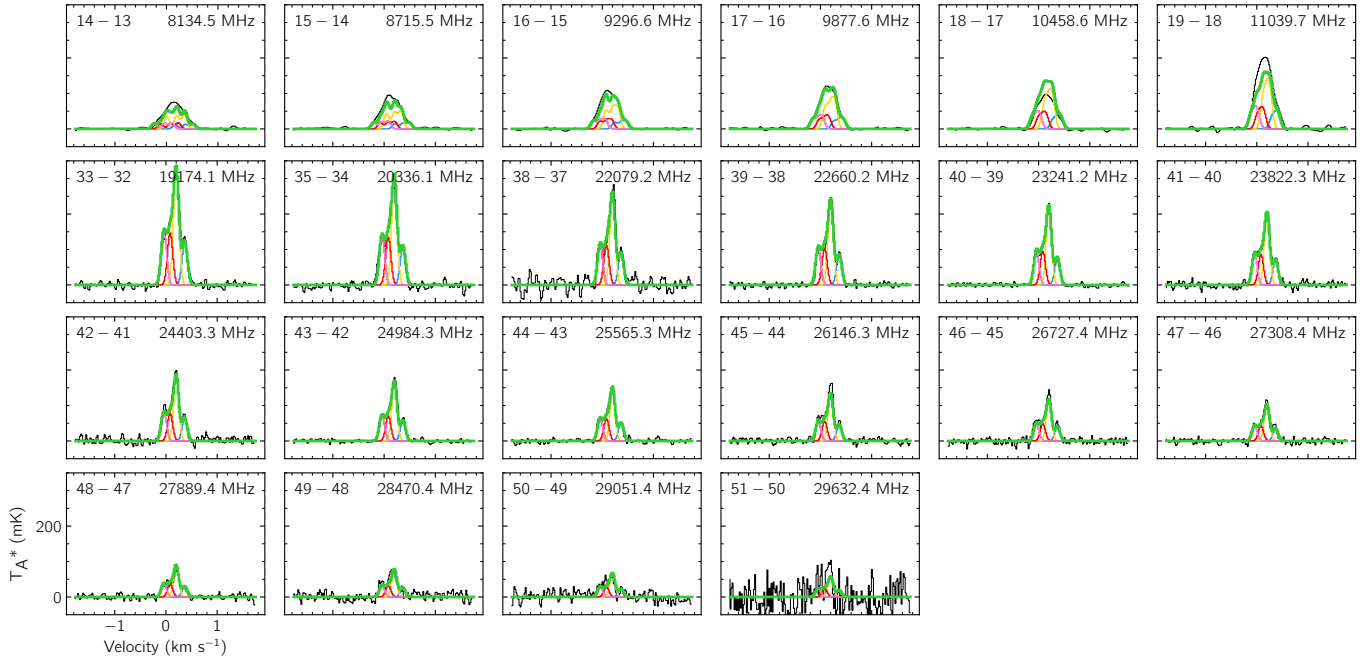 14 − 13 8134.5 MHz
15 − 14 8715.5 MHz
16 − 15 9296.6 MHz
17 − 16 9877.6 MHz
18 − 17 10458.6 MHz
19 − 18 11039.7 MHz
33 − 32 19174.1 MHz
35 − 34 20336.1 MHz
38 − 37 22079.2 MHz
39 − 38 22660.2 MHz
40 − 39 23241.2 MHz
41 − 40 23822.3 MHz
42 − 41 24403.3 MHz
43 − 42 24984.3 MHz
44 − 43 25565.3 MHz
45 − 44 26146.3 MHz
46 − 45 26727.4 MHz
47 − 46 27308.4 MHz
48 − 47 27889.4 MHz
49 − 48 28470.4 MHz
50 − 49 29051.4 MHz
51 − 50 29632.4 MHz
200
0
T_A* (mK)
−1 0 1
Velocity (km s⁻¹)